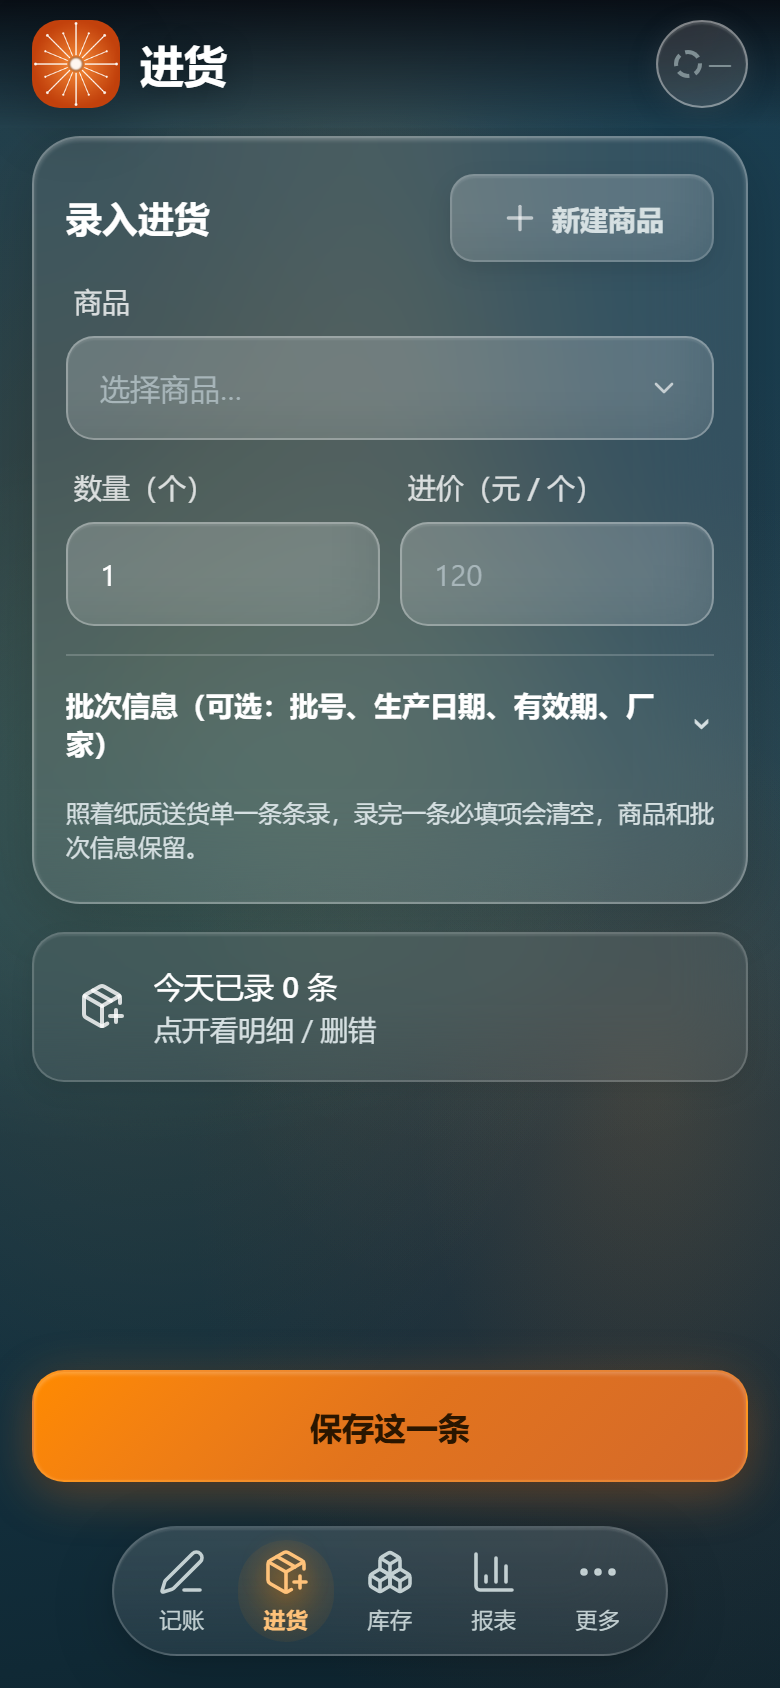 进货
录入进货
新建商品
商品
选择商品...
数量（个）
进价（元 / 个）
1
120
批次信息（可选：批号、生产日期、有效期、厂
家）
照着纸质送货单一条条录，录完一条必填项会清空，商品和批
次信息保留。
今天已录 0 条
点开看明细 / 删错
保存这一条
记账
进货
库存
报表
更多